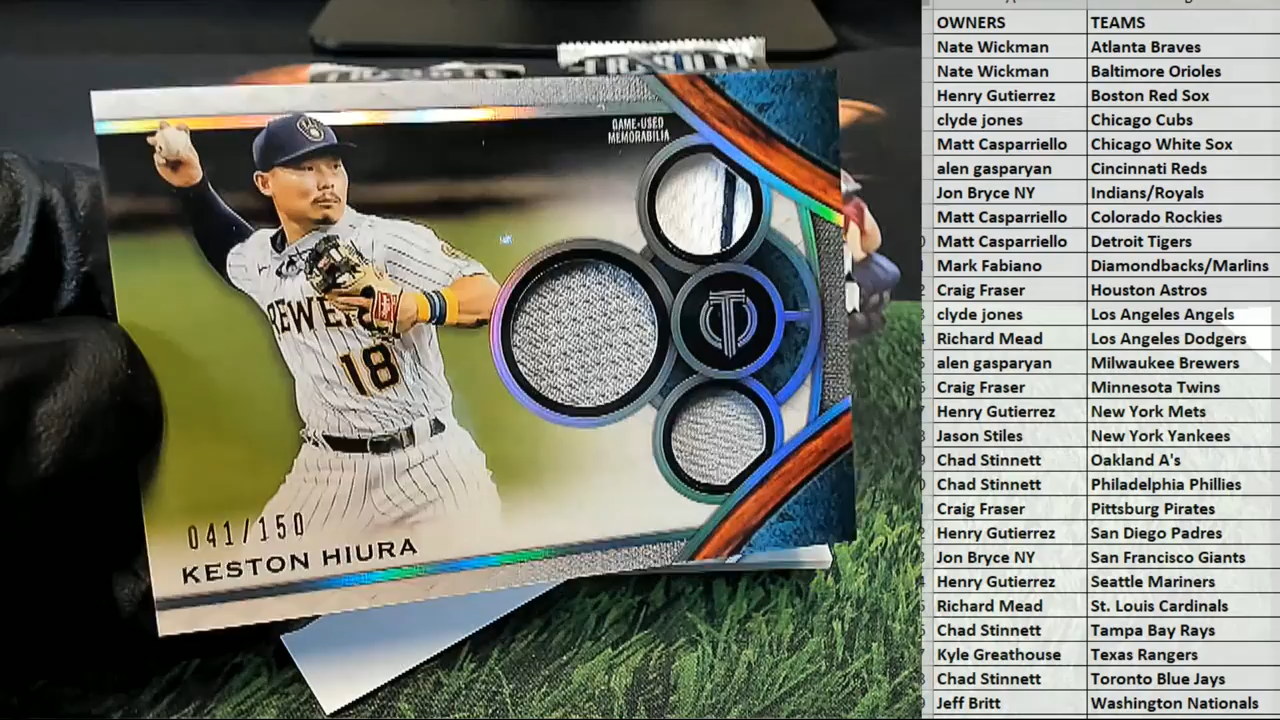 TRIBUTE
TRIBUTE
GAME-USED
MEMORABILIA
BREWERS
18
041/150
KESTON HIURA
OWNERS TEAMS
Nate Wickman Atlanta Braves
Nate Wickman Baltimore Orioles
Henry Gutierrez Boston Red Sox
clyde jones Chicago Cubs
Matt Casparriello Chicago White Sox
alen gasparyan Cincinnati Reds
Jon Bryce NY Indians/Royals
Matt Casparriello Colorado Rockies
Matt Casparriello Detroit Tigers
Mark Fabiano Diamondbacks/Marlins
Craig Fraser Houston Astros
clyde jones Los Angeles Angels
Richard Mead Los Angeles Dodgers
alen gasparyan Milwaukee Brewers
Craig Fraser Minnesota Twins
Henry Gutierrez New York Mets
Jason Stiles New York Yankees
Chad Stinnett Oakland A's
Chad Stinnett Philadelphia Phillies
Craig Fraser Pittsburg Pirates
Henry Gutierrez San Diego Padres
Jon Bryce NY San Francisco Giants
Henry Gutierrez Seattle Mariners
Richard Mead St. Louis Cardinals
Chad Stinnett Tampa Bay Rays
Kyle Greathouse Texas Rangers
Chad Stinnett Toronto Blue Jays
Jeff Britt Washington Nationals